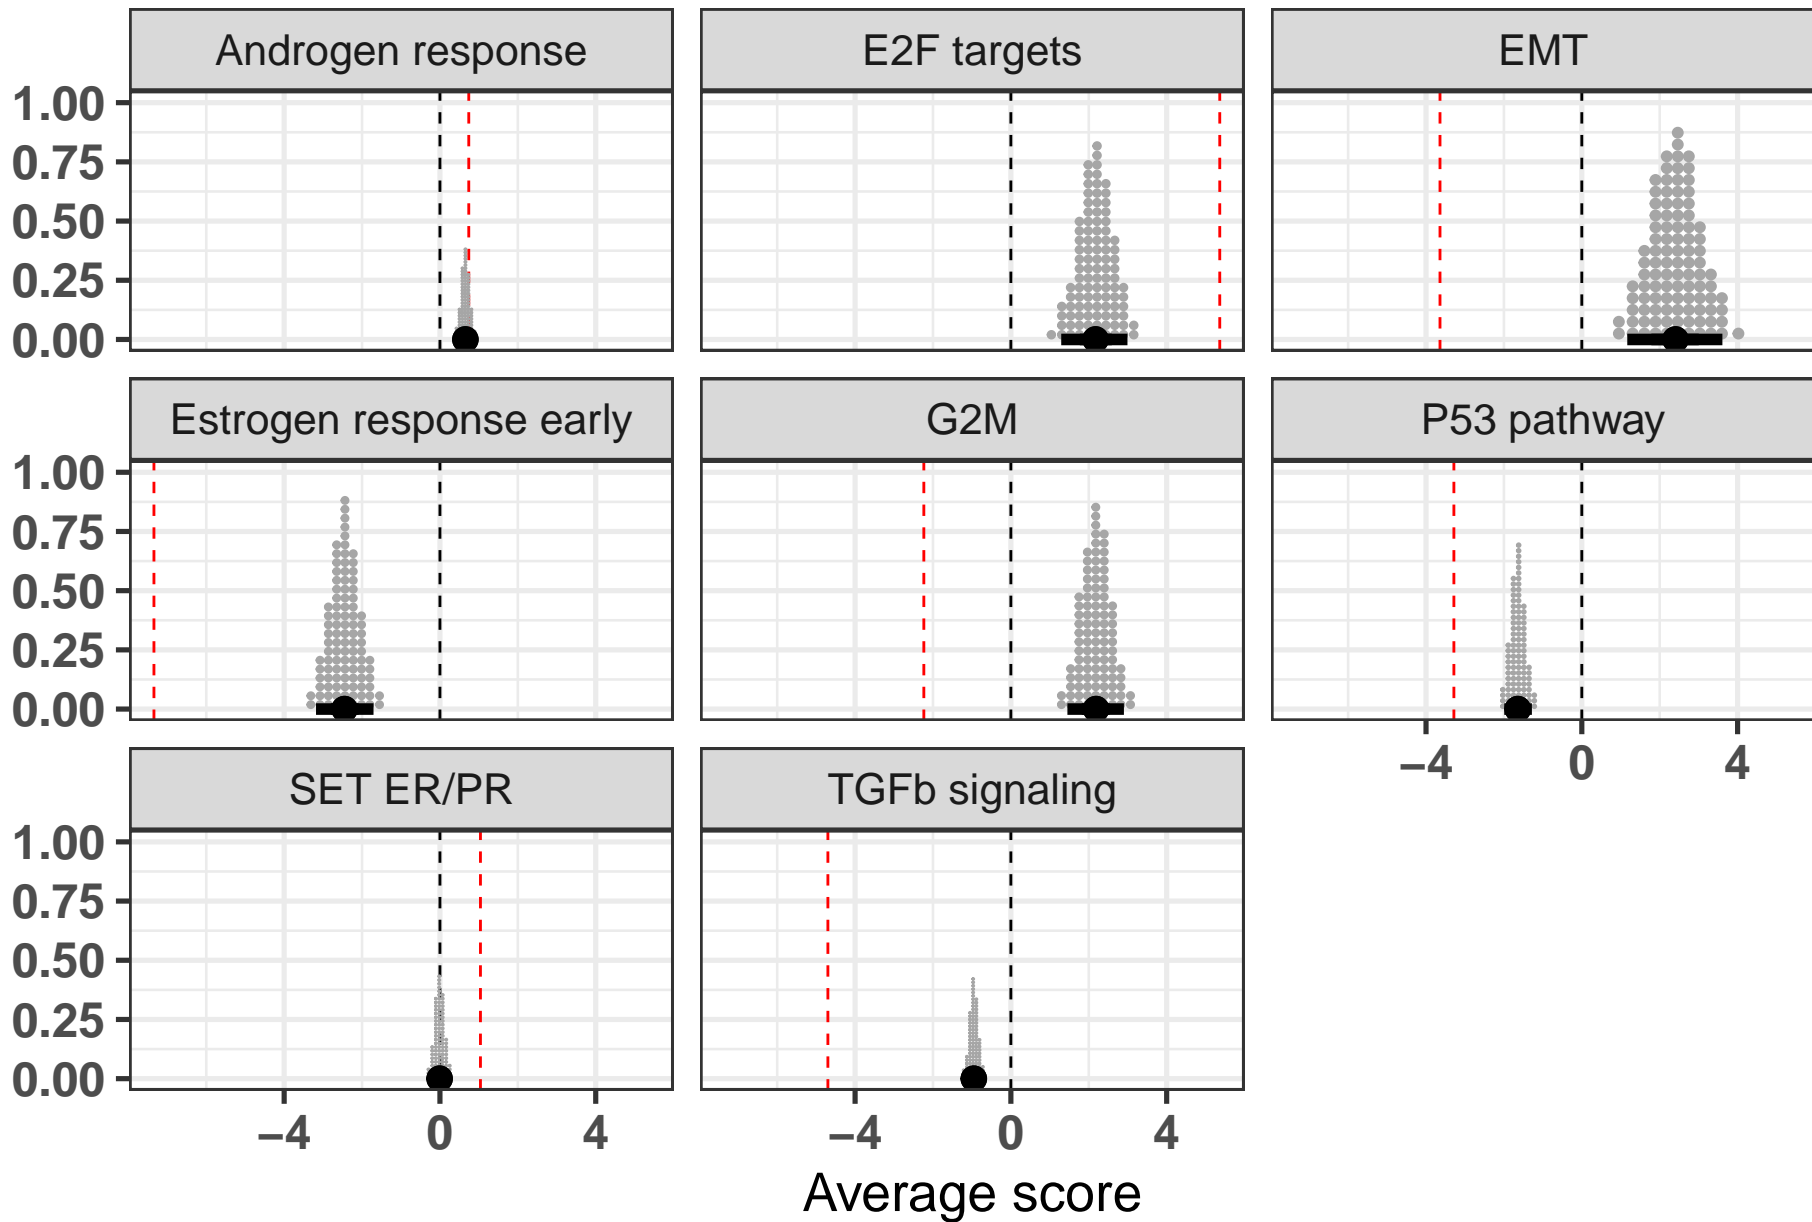 Androgen response
E2F targets
EMT
1.00
0.75
0.50
0.25
0.00
Estrogen response early
G2M
P53 pathway
1.00
0.75
0.50
0.25
0.00
−4 0 4
SET ER/PR
TGFb signaling
1.00
0.75
0.50
0.25
0.00
−4 0 4
−4 0 4
Average score